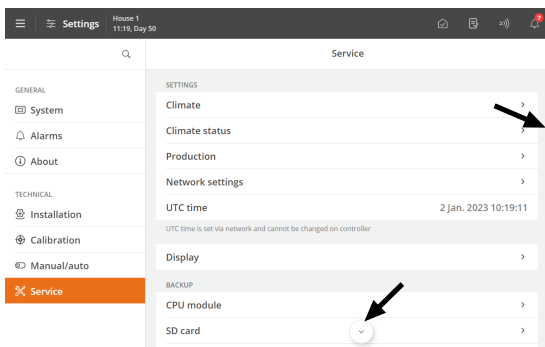 Settings
House 1
11:19, Day 50
7
Service
GENERAL
System
Alarms
About
TECHNICAL
Installation
Calibration
Manual/auto
Service
SETTINGS
Climate
Climate status
Production
Network settings
UTC time 2 Jan. 2023 10:19:11
UTC time is set via network and cannot be changed on controller
Display
BACKUP
CPU module
SD card